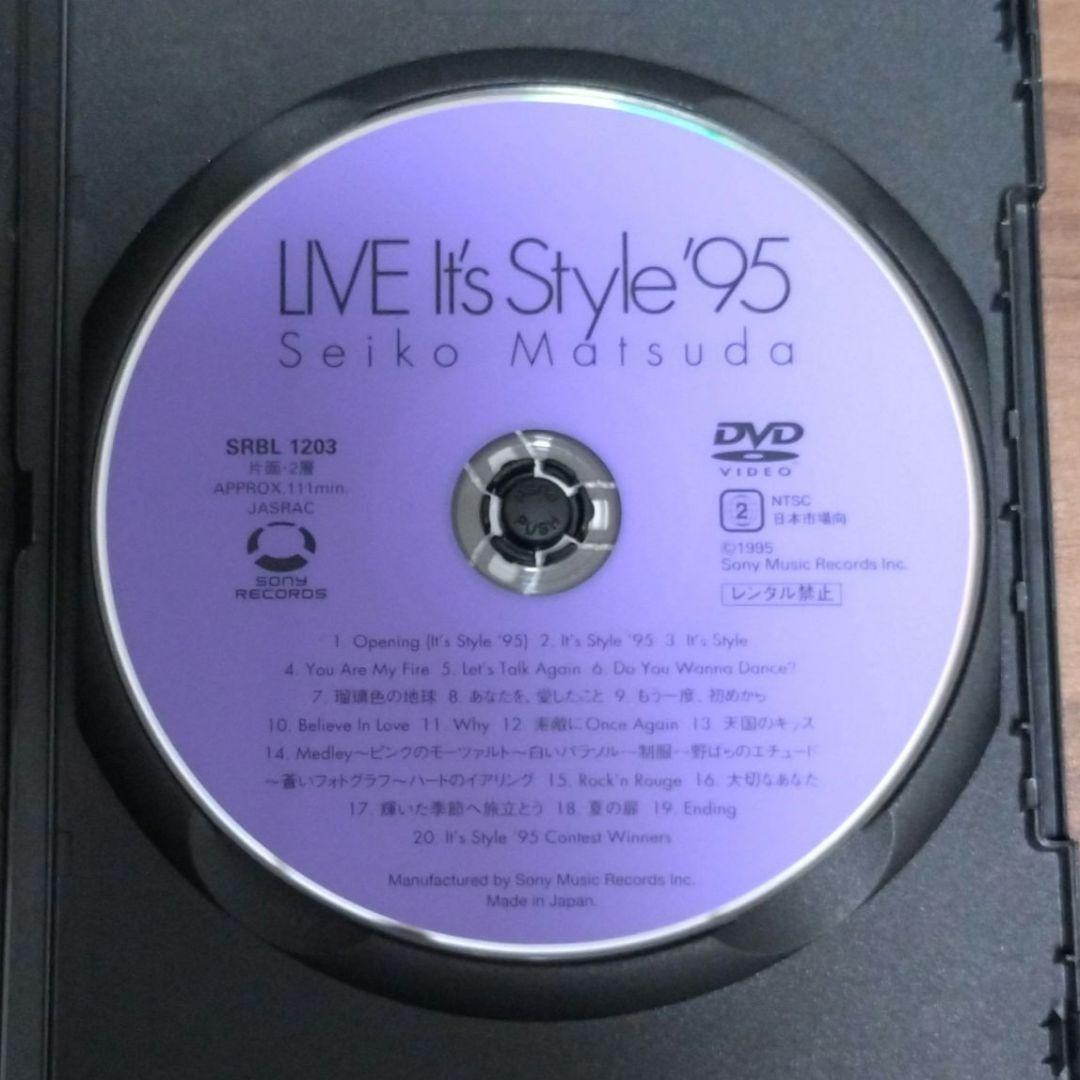 LIVE It's Style '95
Seiko Matsuda
SRBL 1203
片面・2層
APPROX.111min.
JASRAC
SONY
RECORDS
DVD
VIDEO
2
NTSC
日本市場向
©1995
Sony Music Records Inc.
レンタル禁止
PUSH
1. Opening (It's Style '95) 2. It's Style '95 3. It's Style
4. You Are My Fire 5. Let's Talk Again 6. Do You Wanna Dance?
7. 瑠璃色の地球 8. あなたを、愛したこと 9. もう一度、初めから
10. Believe In Love 11. Why 12. 素敵にOnce Again 13. 天国のキッス
14. Medley〜ピンクのモーツァルト〜白いパラソル〜制服〜野ばらのエチュード
〜蒼いフォトグラフ〜ハートのイアリング 15. Rock'n Rouge 16. 大切なあなた
17. 輝いた季節へ旅立とう 18. 夏の扉 19. Ending
20. It's Style '95 Contest Winners
Manufactured by Sony Music Records Inc.
Made in Japan.